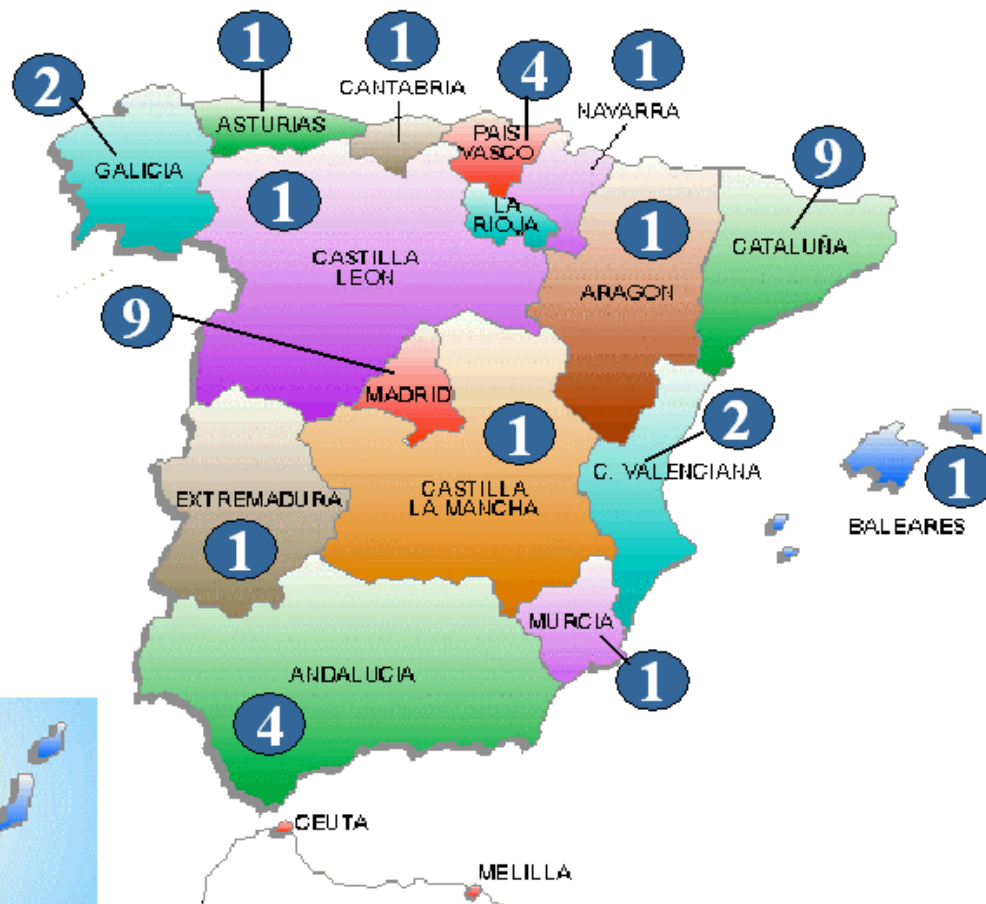 1
1
1
4
2
CANTABRIA
NAVARRA
ASTURIAS
PAIS
VASCO
9
GALICIA
1
LA
RIOJA
1
CATALUÑA
CASTILLA
LEON
ARAGON
9
MADRID
2
1
C. VALENCIANA
1
EXTREMADURA
CASTILLA
LA MANCHA
BALEARES
1
MURCIA
ANDALUCIA
1
4
CEUTA
MELILLA